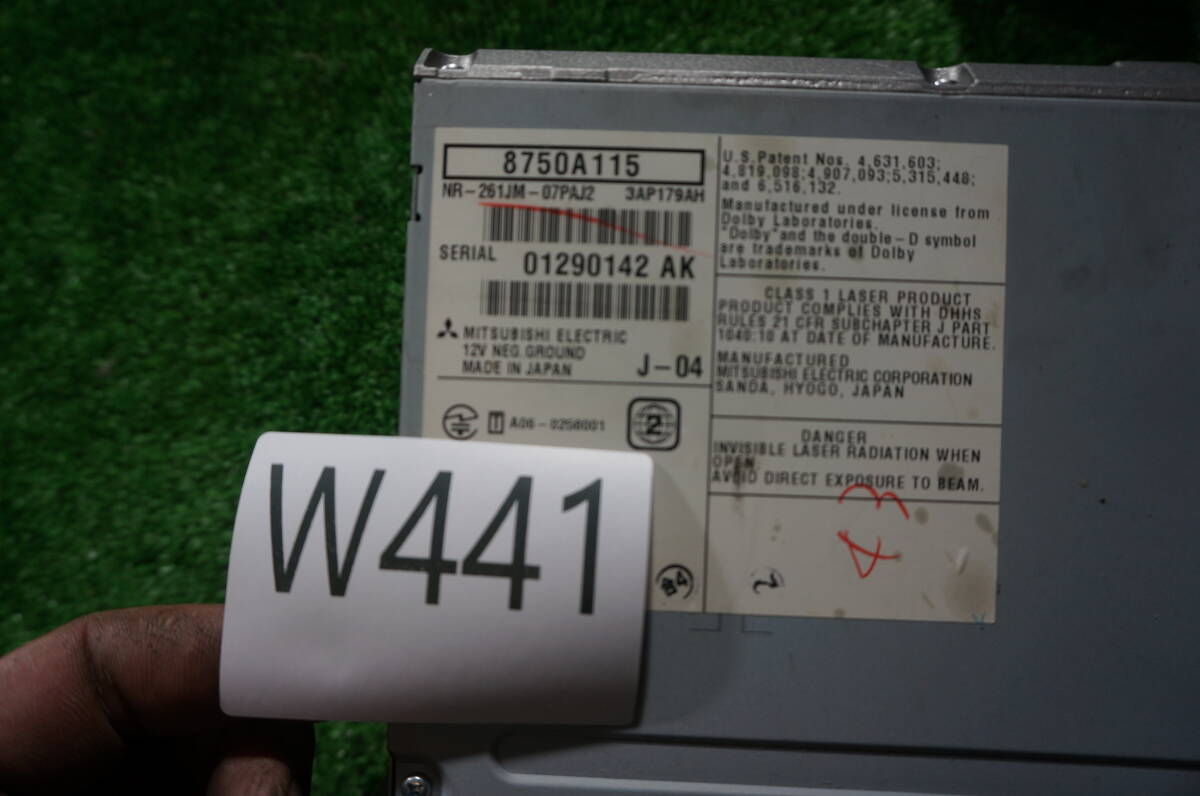 8750A115
NR-261JM-07PAJ2 3AP179AH
SERIAL 01290142 AK
MITSUBISHI ELECTRIC
12V NEG.GROUND
MADE IN JAPAN J-04
T A06-0258001
2
U.S.Patent Nos. 4,631,603;
4,819,098;4,907,093;5,315,448;
and 6,516,132.
Manufactured under license from
Dolby Laboratories.
"Dolby"and the double-D symbol
are trademarks of Dolby
Laboratories.
CLASS 1 LASER PRODUCT
PRODUCT COMPLIES WITH DHHS
RULES 21 CFR SUBCHAPTER J PART
1040.10 AT DATE OF MANUFACTURE.
MANUFACTURED
MITSUBISHI ELECTRIC CORPORATION
SANDA, HYOGO, JAPAN
DANGER
INVISIBLE LASER RADIATION WHEN
OPEN.
AVOID DIRECT EXPOSURE TO BEAM.
2
W441